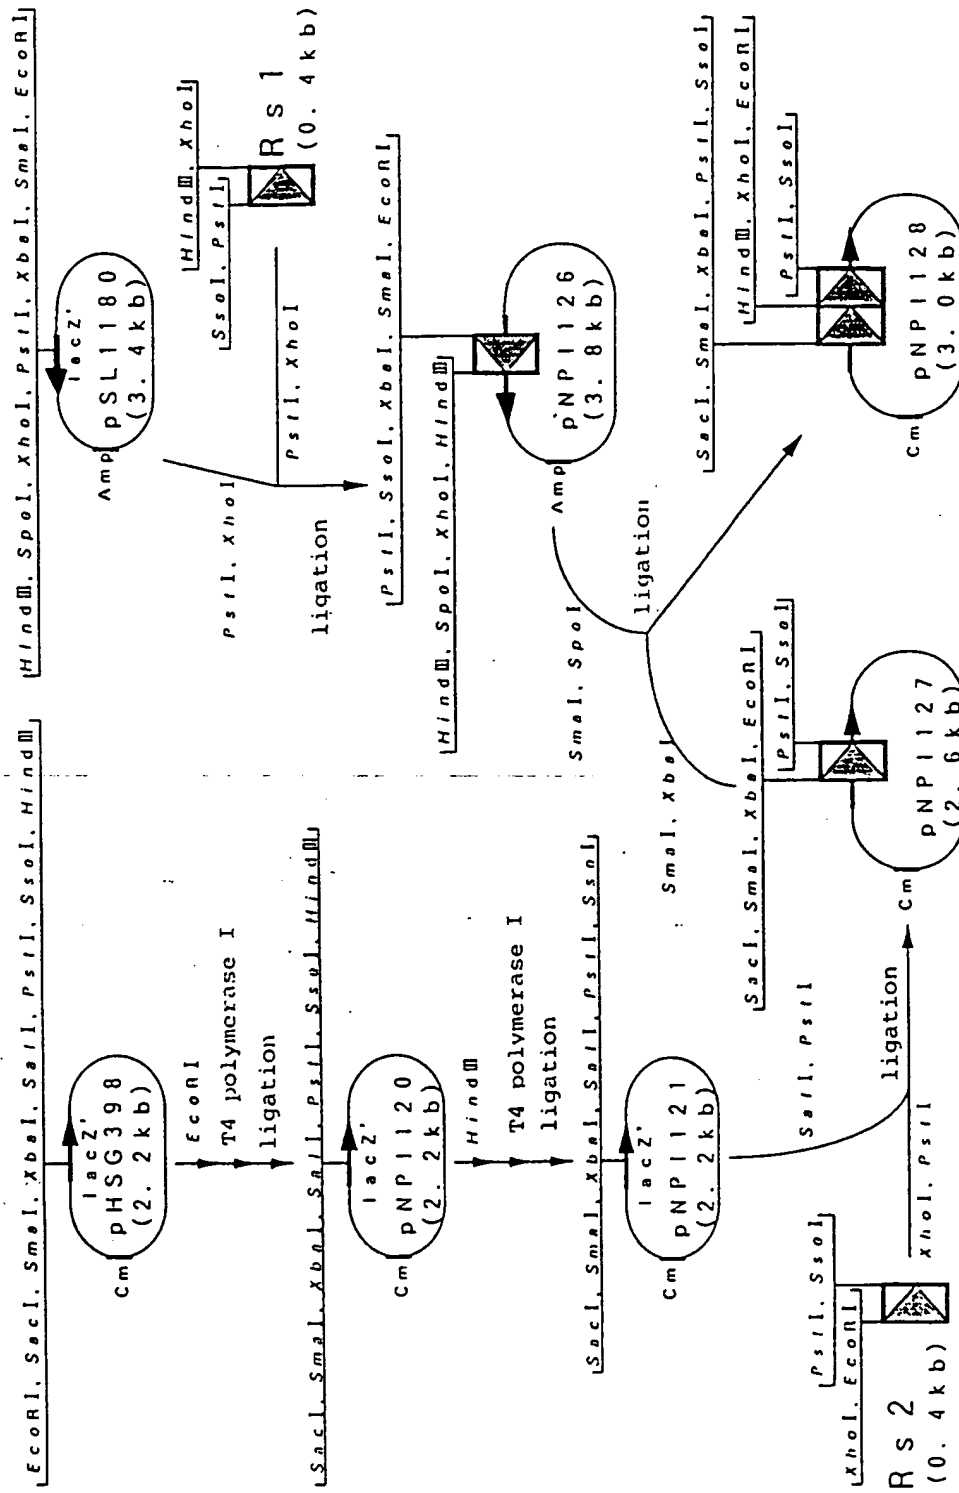 EcoRI, SacI, SmaI, XbaI, SalI, PstI, SsoI, HindⅢ
lacZ'
pHSG398
(2. 2kb)
Cm
EcoRI
T4 polymerase I
ligation
SacI, SmaI, XbaI, SalI, PstI, SsoI, HindⅢ
lacZ'
pNPI120
(2. 2kb)
Cm
HindⅢ
T4 polymerase I
ligation
SacI, SmaI, XbaI, SalI, PstI, SsoI
lacZ'
pNPI121
(2. 2kb)
Cm
SalI, PstI
PstI, SsoI
XhoI, EcoRI
Rs2
(0. 4kb)
XhoI, PstI
ligation
HindⅢ, SpoI, XhoI, PstI, XbaI, SmaI, EcoRI
lacZ'
pSL1180
(3. 4kb)
Amp
HindⅢ, XhoI
SsoI, PstI
Rs1
(0. 4kb)
PstI, XhoI
PstI, XhoI
ligation
PstI, SsoI, XbaI, SmaI, EcoRI
HindⅢ, SpoI, XhoI, HindⅢ
pNPI126
(3. 8kb)
Amp
SmaI, SpoI
ligation
SmaI, XbaI
SacI, SmaI, XbaI, EcoRI
PstI, SsoI
pNPI127
(2. 6kb)
Cm
SacI, SmaI, XbaI, PstI, SsoI
HindⅢ, XhoI, EcoRI
PstI, SsoI
pNPI128
(3. 0kb)
Cm